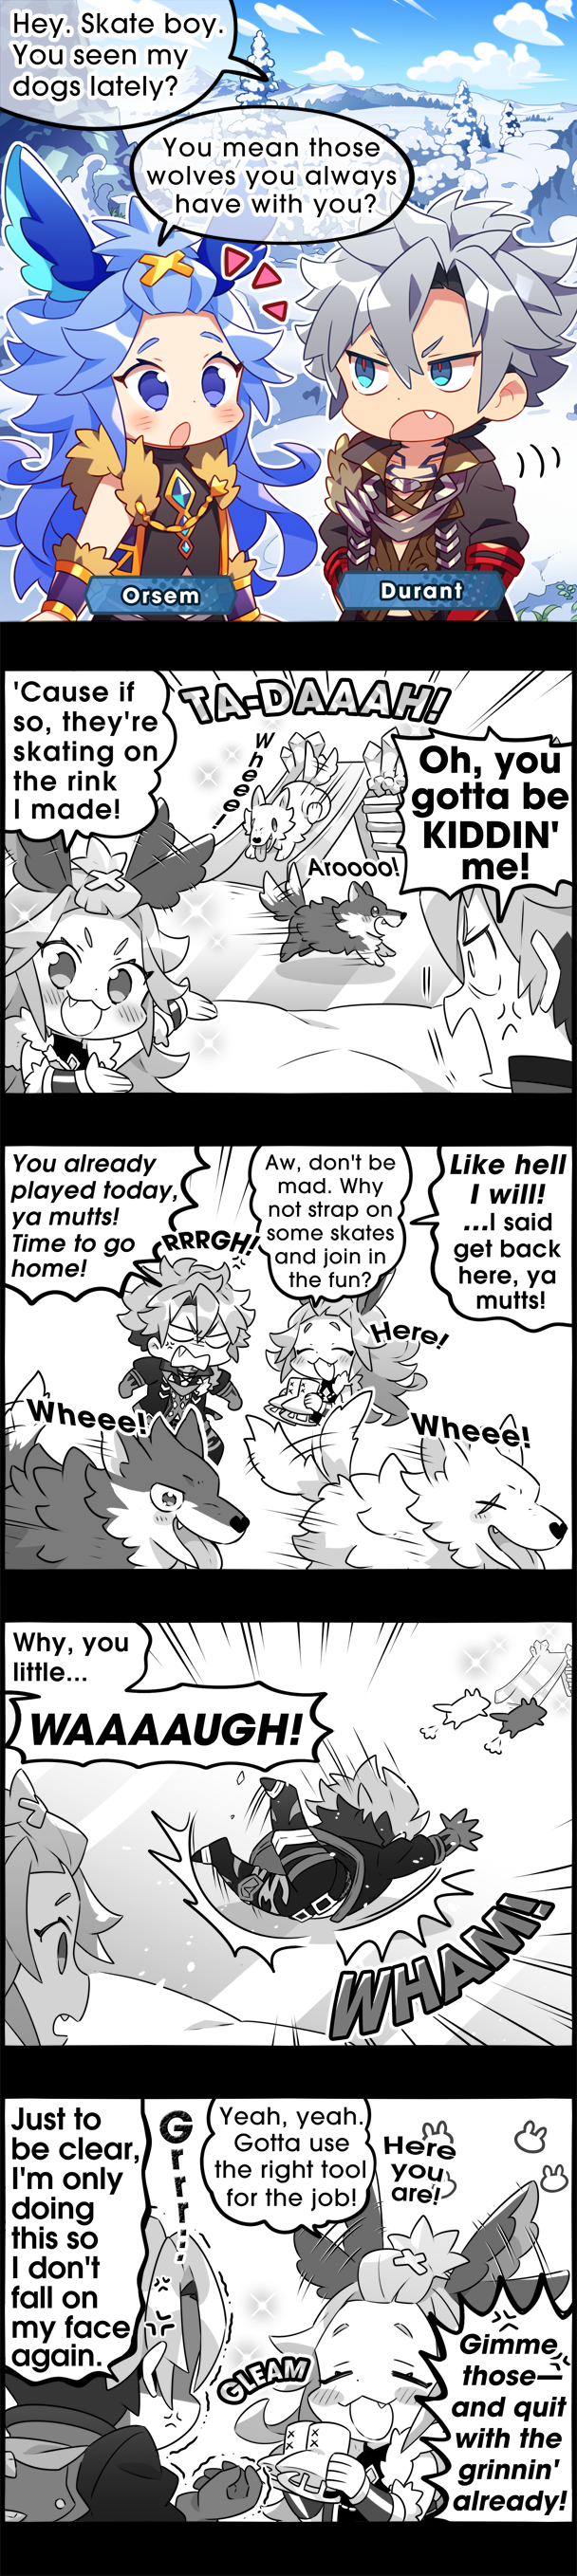 Hey. Skate boy.
You seen my
dogs lately?
You mean those
wolves you always
have with you?
Orsem
Durant
'Cause if
so, they're
skating on
the rink
I made!
TA-DAAAH!
Wheee!
Aroooo!
Oh, you
gotta be
KIDDIN'
me!
You already
played today,
ya mutts!
Time to go
home!
RRRGH!
Aw, don't be
mad. Why
not strap on
some skates
and join in
the fun?
Here!
Like hell
I will!
...I said
get back
here, ya
mutts!
Wheee!
Wheee!
Why, you
little...
WAAAAUGH!
WHAM!
Just to
be clear,
I'm only
doing
this so
I don't
fall on
my face
again.
Grrr...
Yeah, yeah.
Gotta use
the right tool
for the job!
Here
you
are!
GLEAM
Gimme
those—
and quit
with the
grinnin'
already!